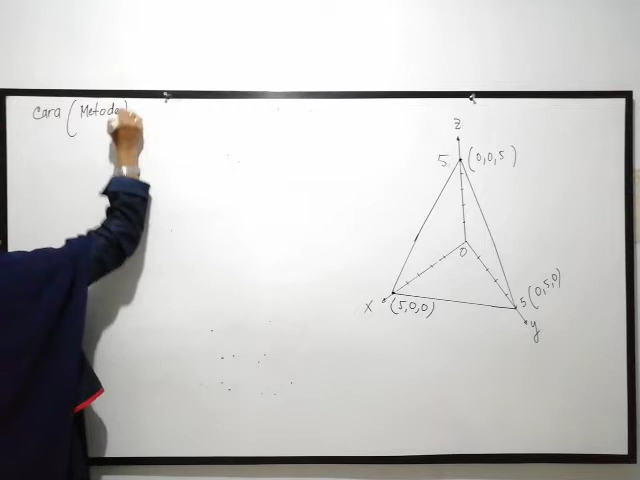 Cara (Metode)
z
5 (0,0,5)
0
5 (0,5,0)
x (5,0,0)
y